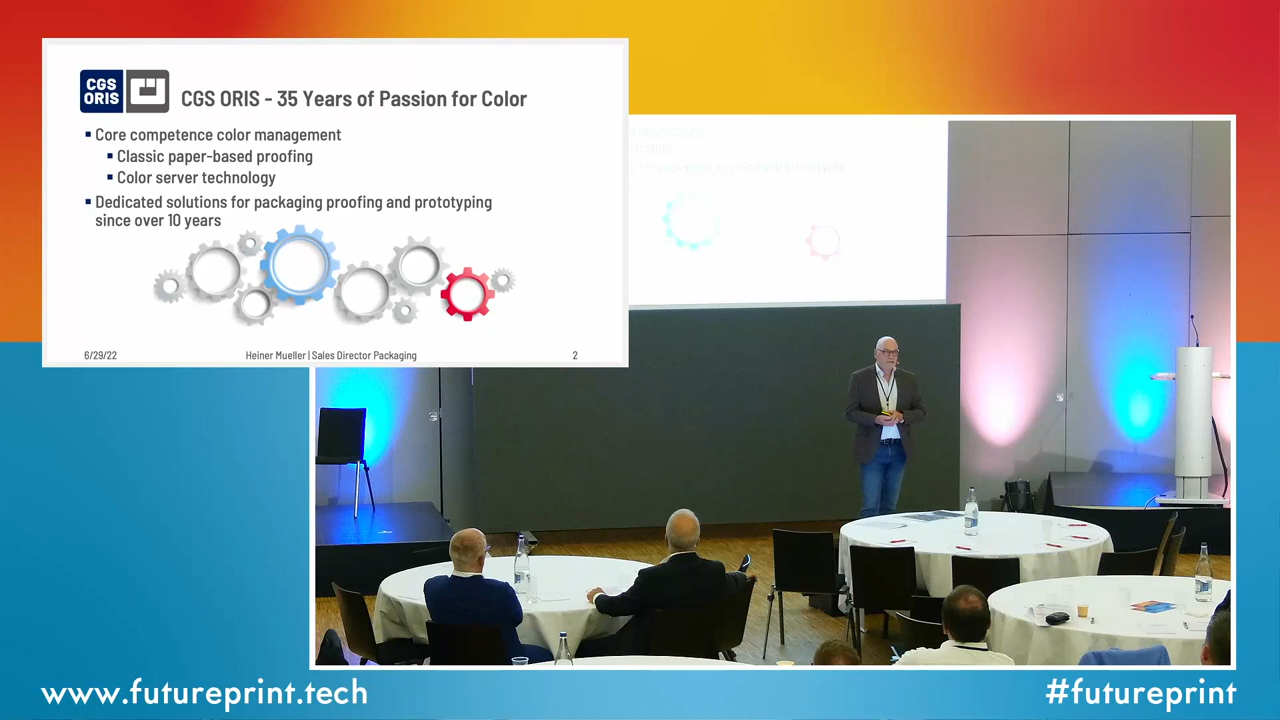 CGS
ORIS
CGS ORIS - 35 Years of Passion for Color
▪ Core competence color management
▪ Classic paper-based proofing
▪ Color server technology
▪ Dedicated solutions for packaging proofing and prototyping
since over 10 years
6/29/22
Heiner Mueller | Sales Director Packaging
2
www.futureprint.tech
#futureprint